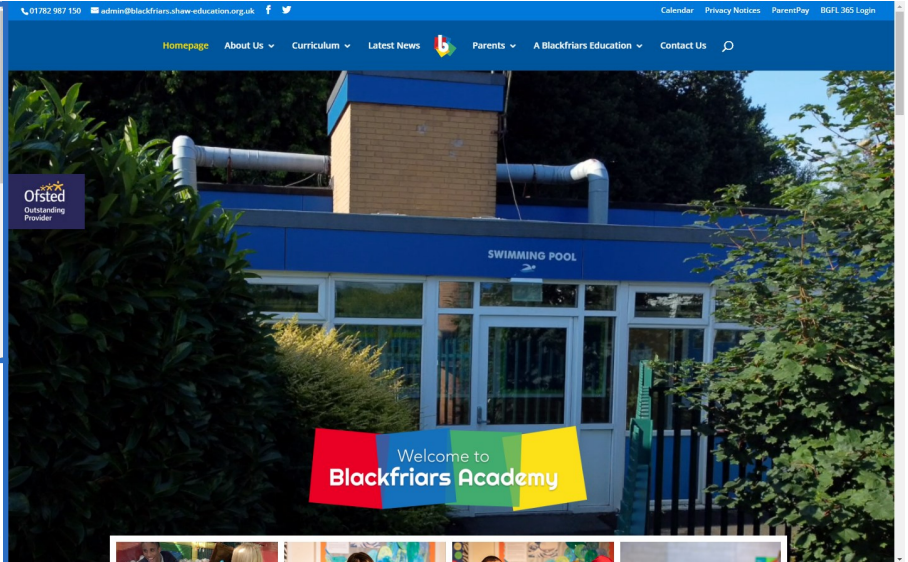 01782 987 150 admin@blackfriars.shaw-education.org.uk Calendar Privacy Notices ParentPay BGFL 365 Login
Homepage About Us Curriculum Latest News b Parents A Blackfriars Education Contact Us
Ofsted
Outstanding
Provider
SWIMMING POOL
Welcome to
Blackfriars Academy